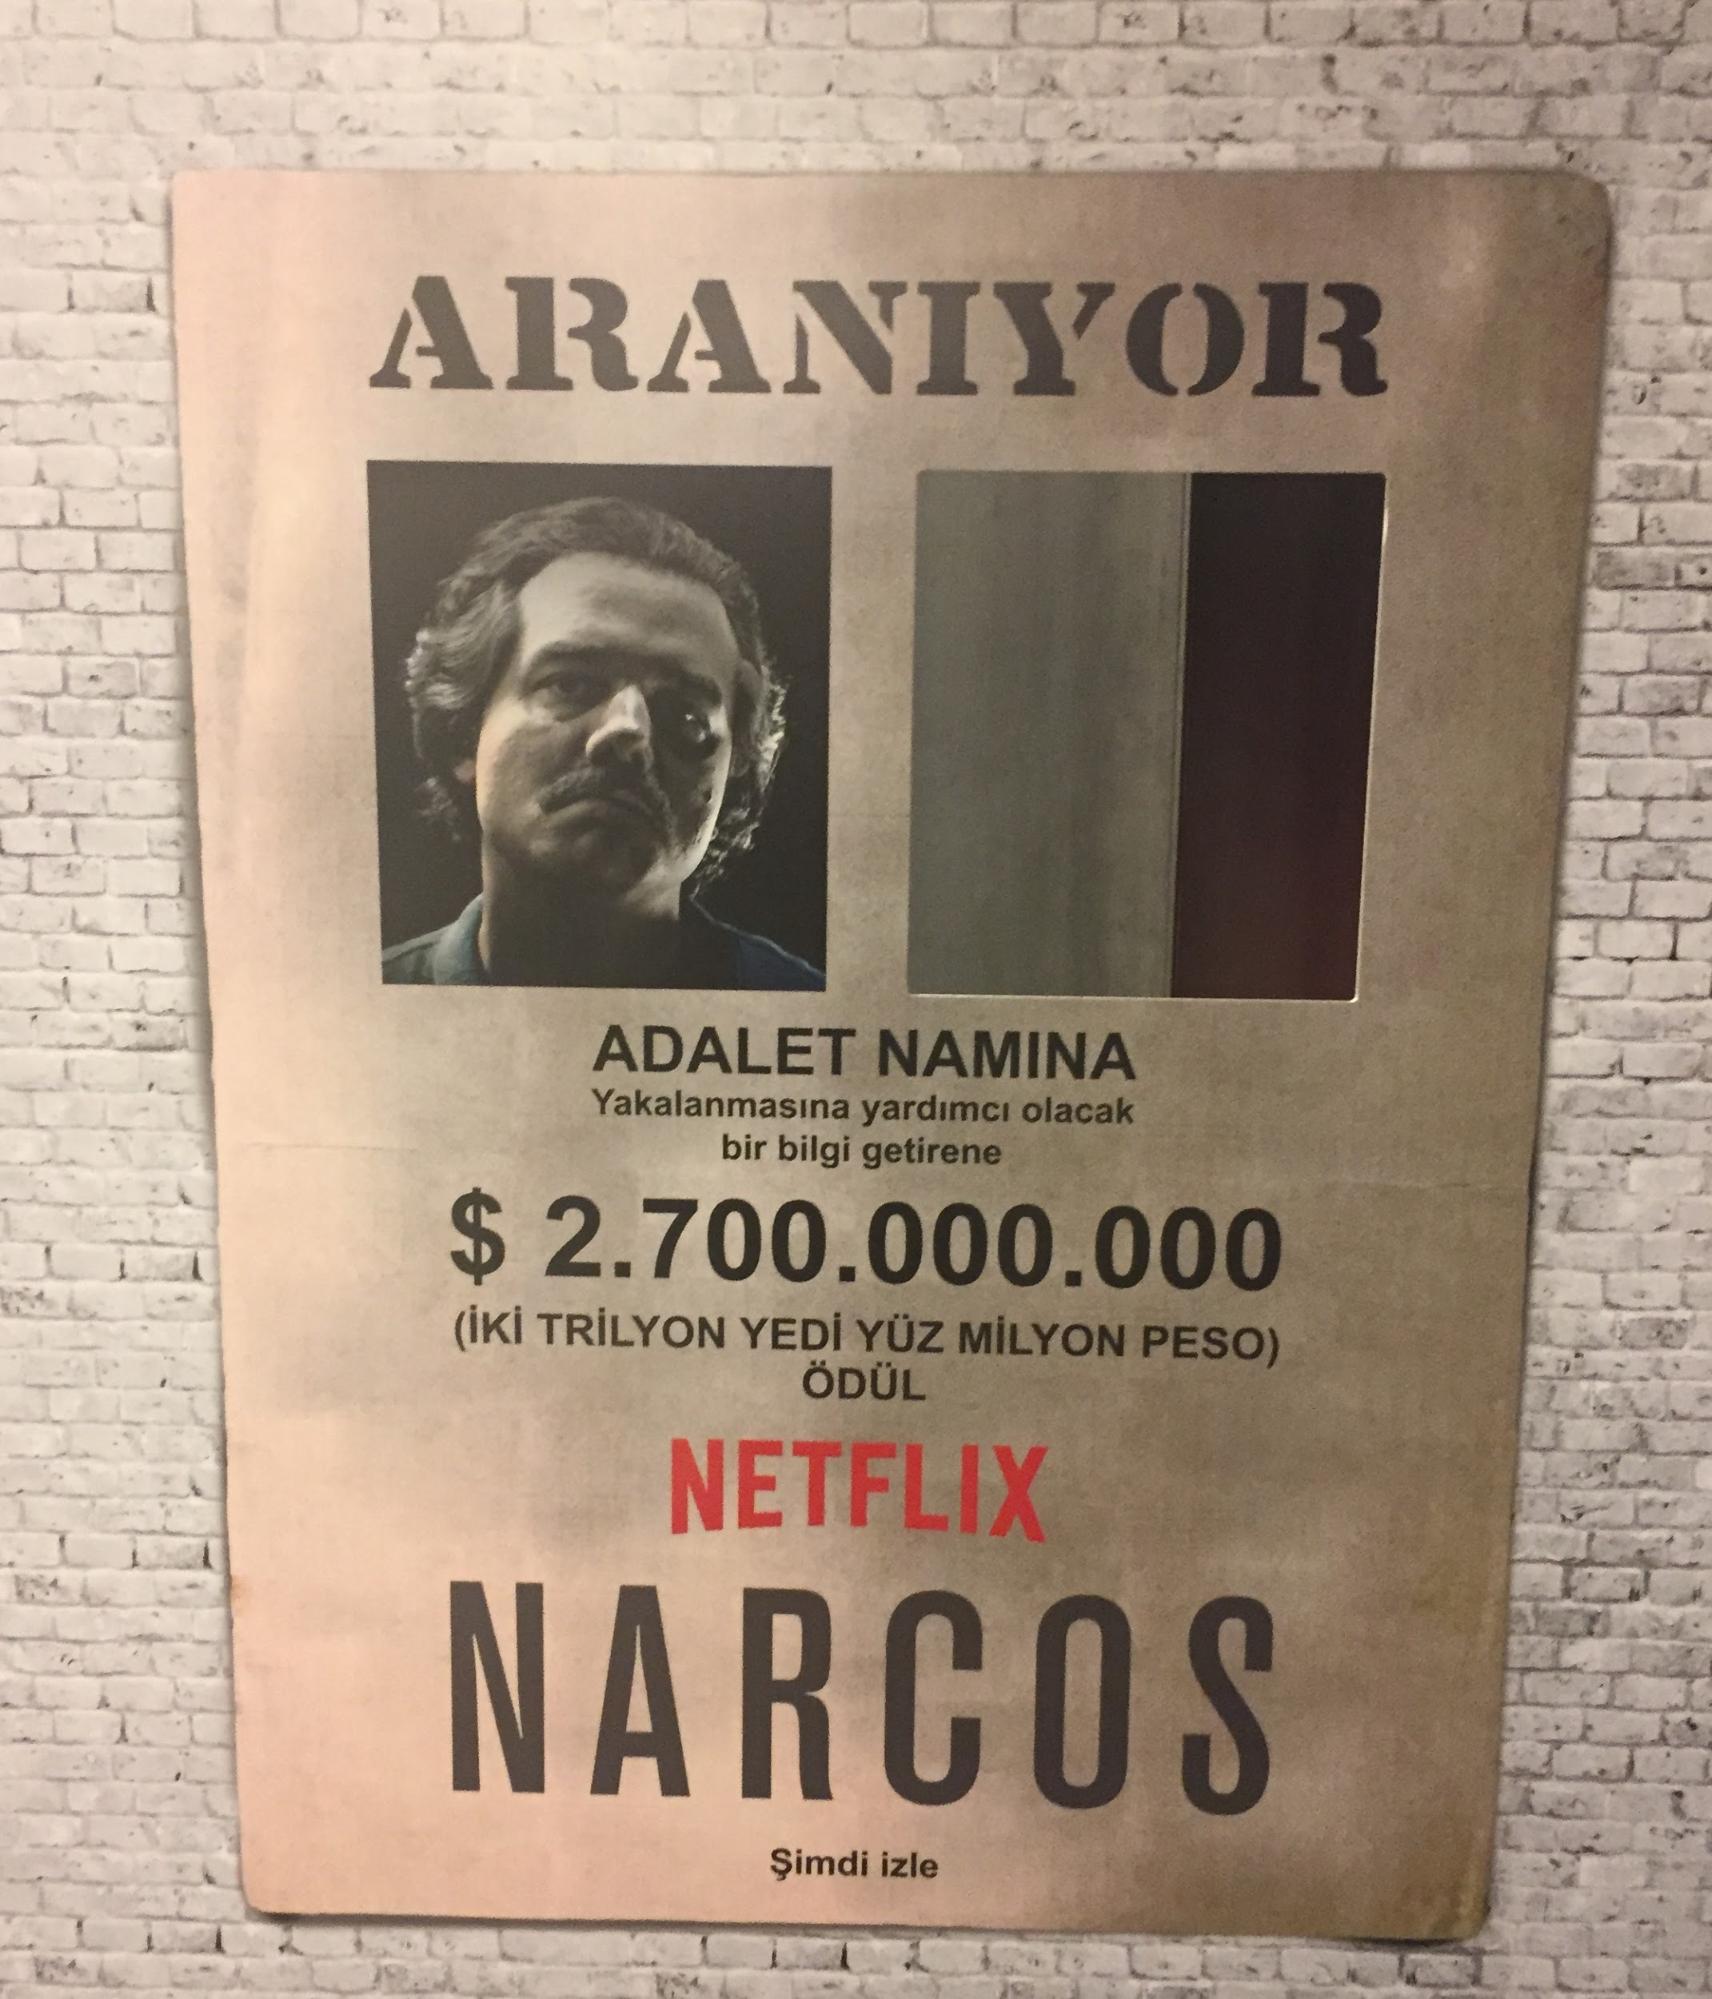 ARANIYOR
ADALET NAMINA
Yakalanmasına yardımcı olacak
bir bilgi getirene
$ 2.700.000.000
(İKİ TRİLYON YEDİ YÜZ MİLYON PESO)
ÖDÜL
NETFLIX
NARCOS
Şimdi izle